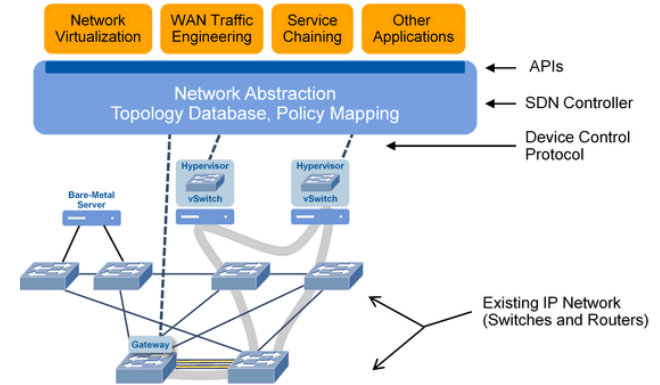 Network
Virtualization
WAN Traffic
Engineering
Service
Chaining
Other
Applications
APIs
Network Abstraction
Topology Database, Policy Mapping
SDN Controller
Device Control
Protocol
Hypervisor
vSwitch
Hypervisor
vSwitch
Bare-Metal
Server
Existing IP Network
(Switches and Routers)
Gateway